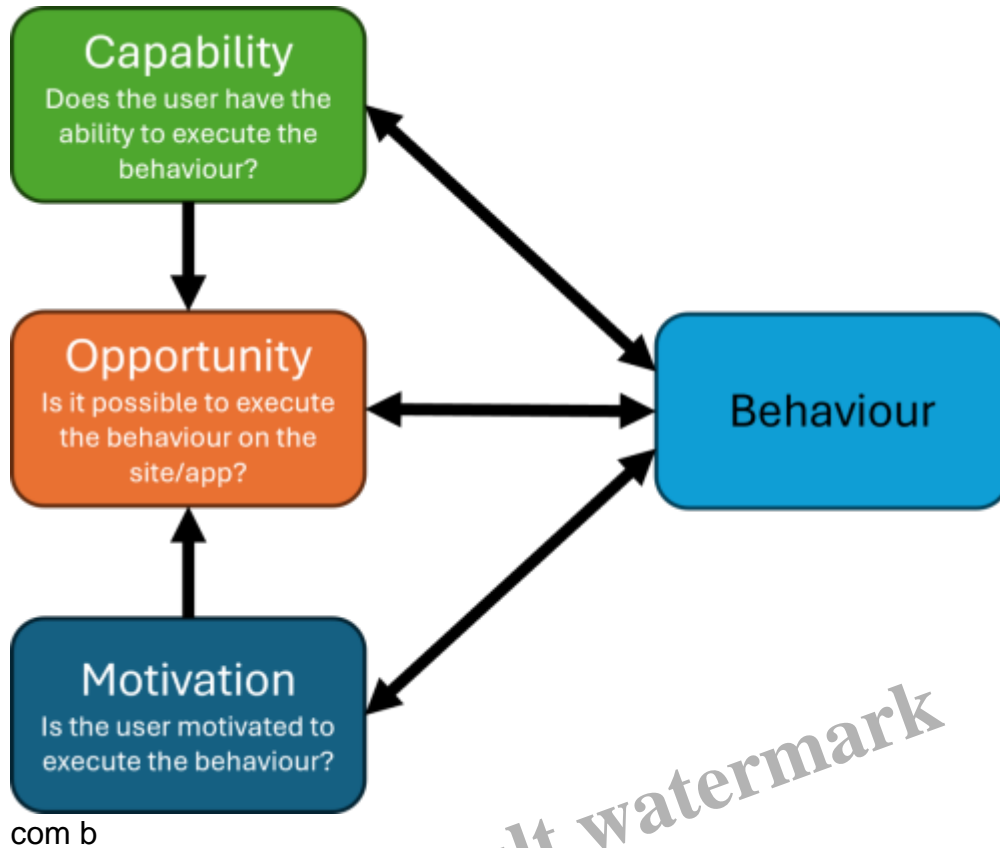 Capability
Does the user have the
ability to execute the
behaviour?
Opportunity
Is it possible to execute
the behaviour on the
site/app?
Motivation
Is the user motivated to
execute the behaviour?
Behaviour
watermark
com b